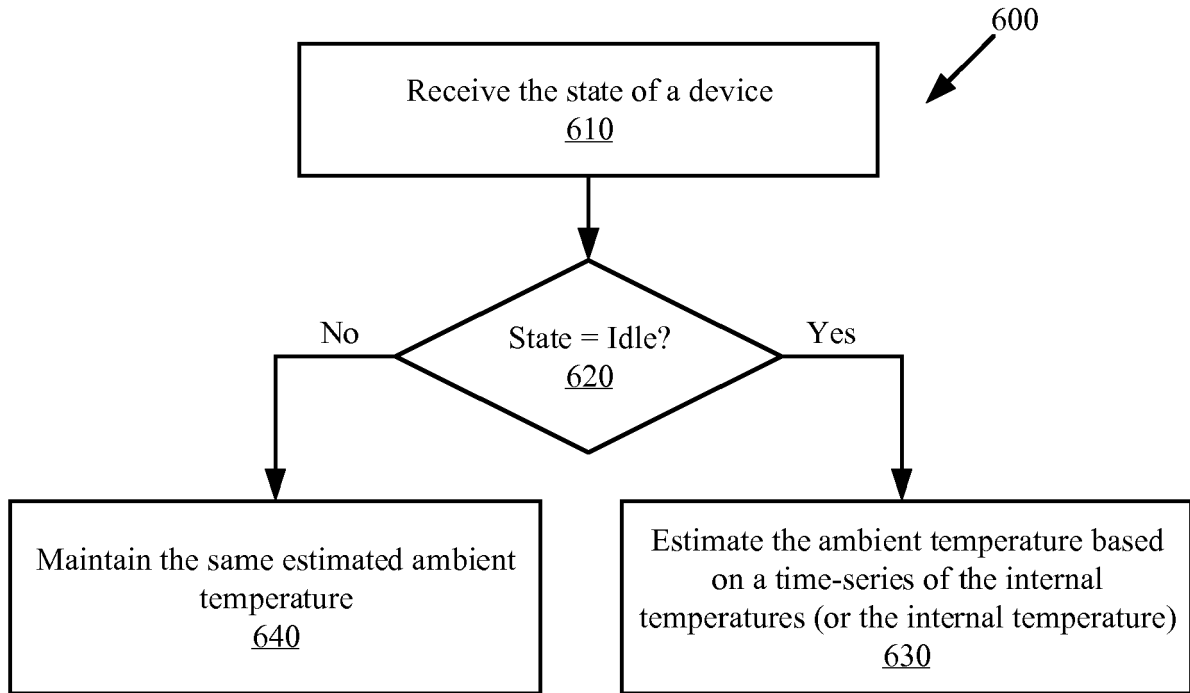 600
Receive the state of a device
610
State = Idle?
620
No
Yes
Maintain the same estimated ambient
temperature
640
Estimate the ambient temperature based
on a time-series of the internal
temperatures (or the internal temperature)
630